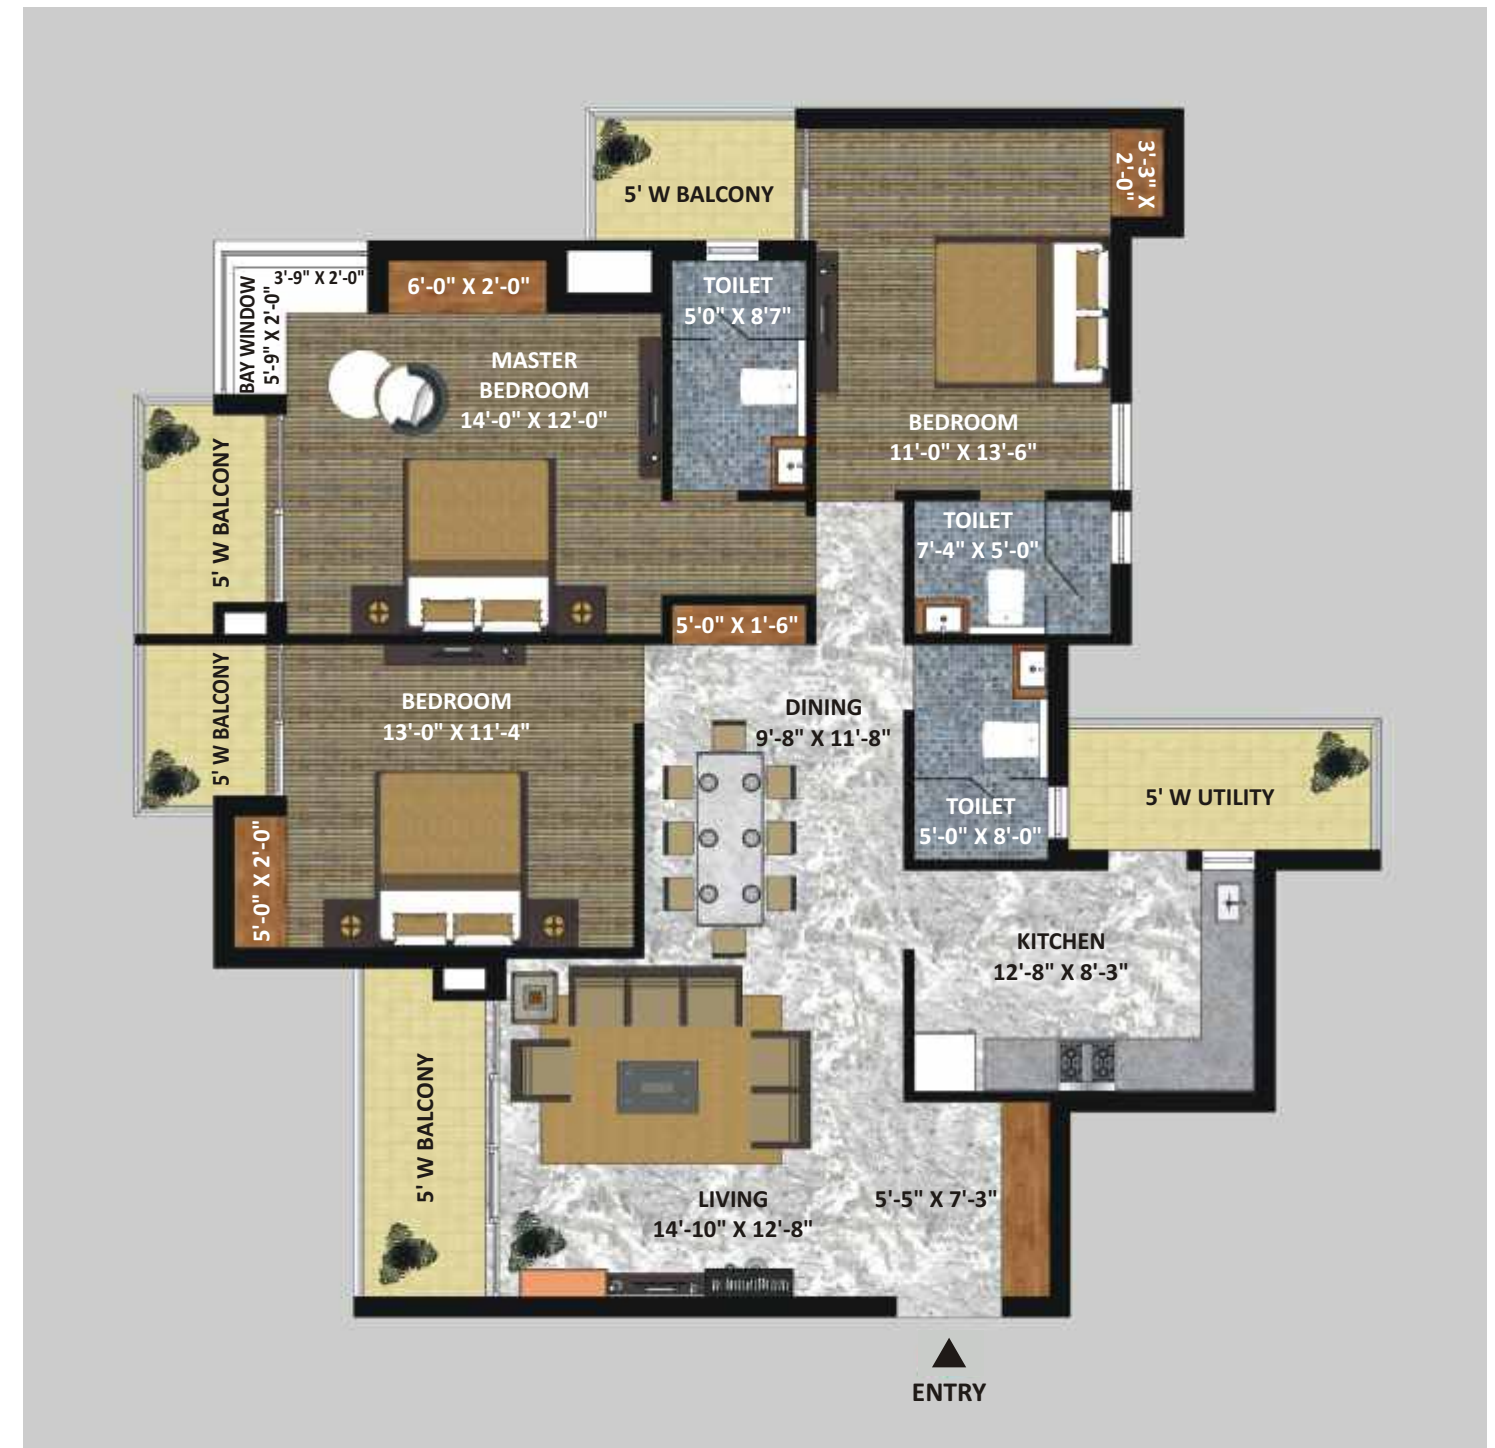 5' W BALCONY
3'-3" X
2'-0"
3'-9" X 2'-0"
BAY WINDOW
5'-9" X 2'-0"
6'-0" X 2'-0"
TOILET
5'0" X 8'7"
MASTER
BEDROOM
14'-0" X 12'-0"
BEDROOM
11'-0" X 13'-6"
5' W BALCONY
TOILET
7'-4" X 5'-0"
5'-0" X 1'-6"
5' W BALCONY
BEDROOM
13'-0" X 11'-4"
DINING
9'-8" X 11'-8"
TOILET
5'-0" X 8'-0"
5' W UTILITY
5'-0" X 2'-0"
KITCHEN
12'-8" X 8'-3"
5' W BALCONY
LIVING
14'-10" X 12'-8"
5'-5" X 7'-3"
ENTRY